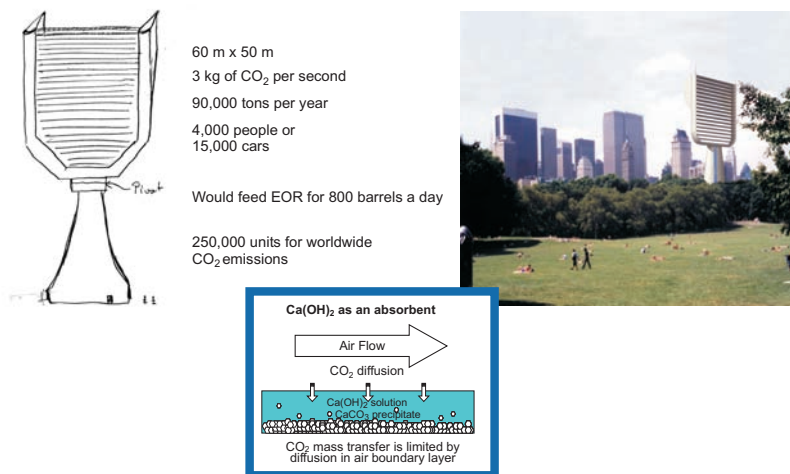 60 m x 50 m
3 kg of CO₂ per second
90,000 tons per year
4,000 people or
15,000 cars
Would feed EOR for 800 barrels a day
250,000 units for worldwide
CO₂ emissions
Pivot
Ca(OH)₂ as an absorbent
Air Flow
CO₂ diffusion
Ca(OH)₂ solution
CaCO₃ precipitate
CO₂ mass transfer is limited by
diffusion in air boundary layer